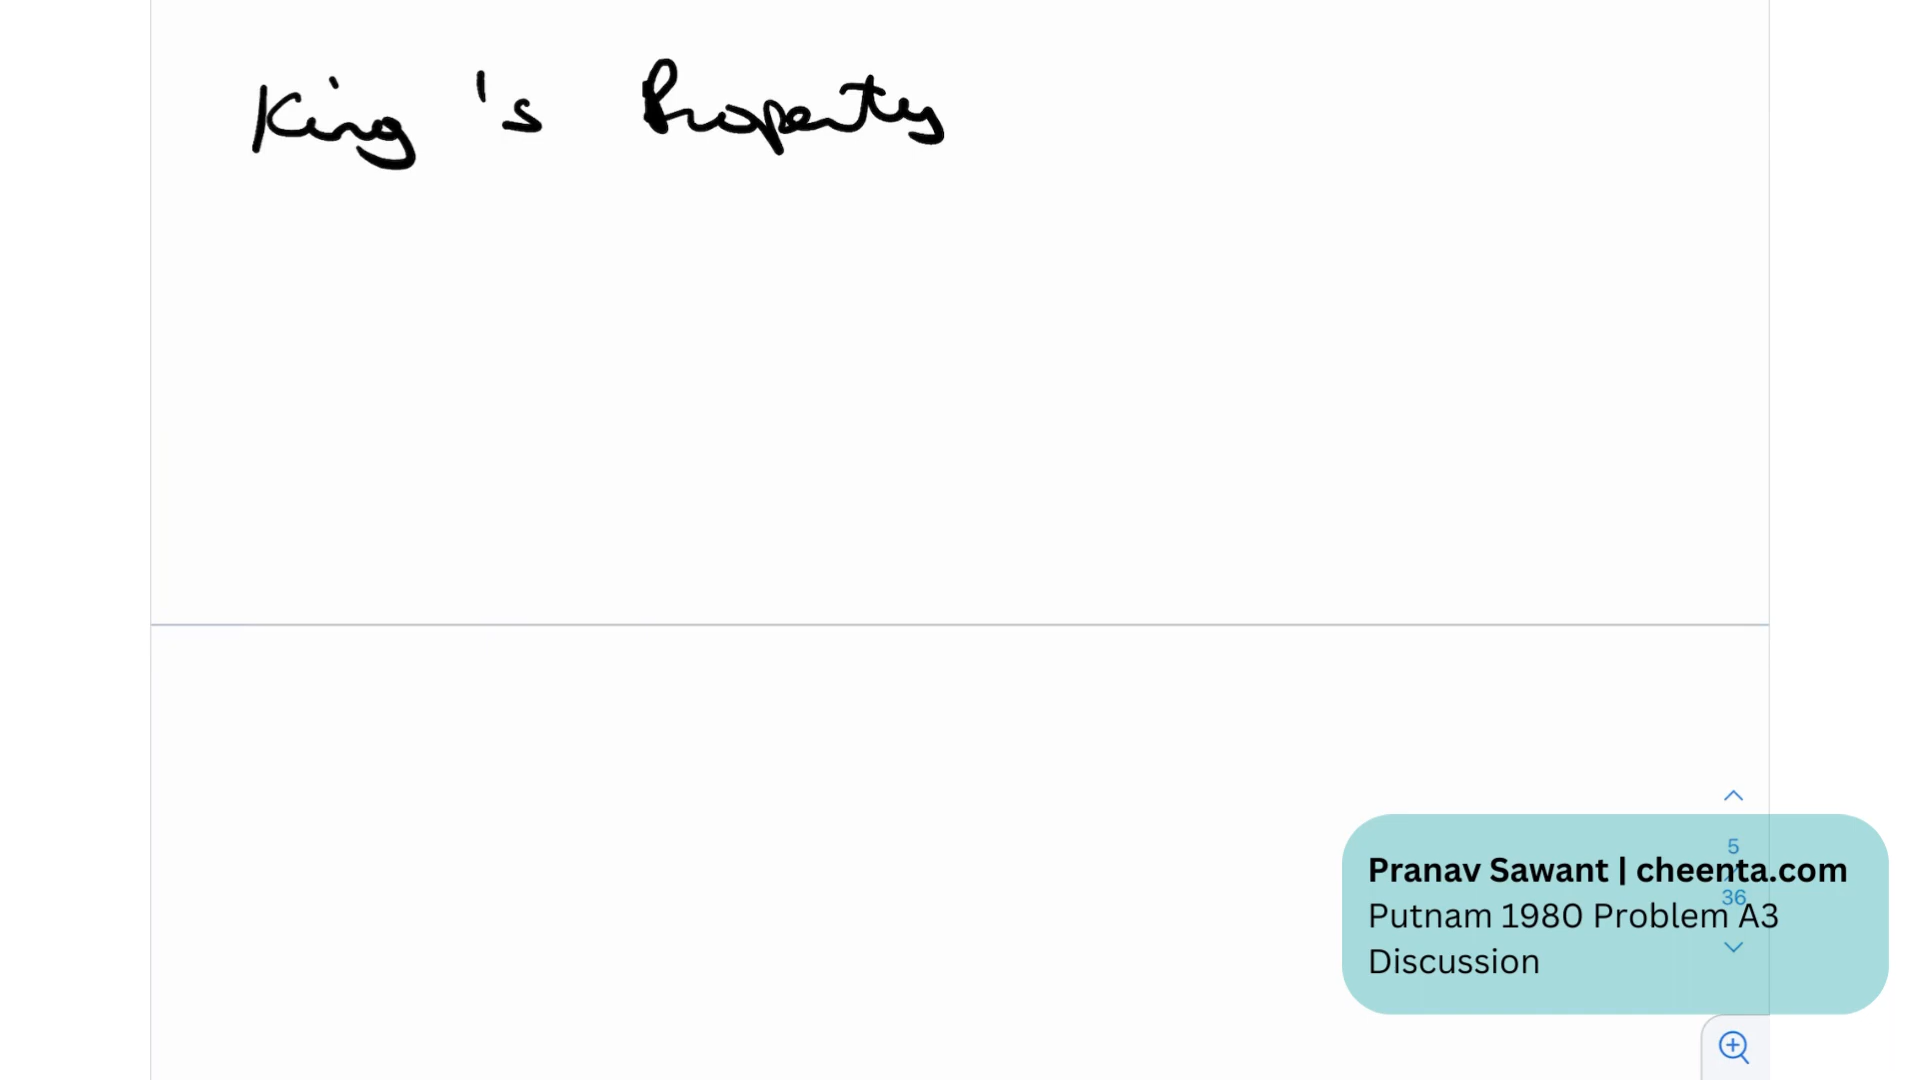 King's Property
5
36
Pranav Sawant | cheenta.com
Putnam 1980 Problem A3
Discussion